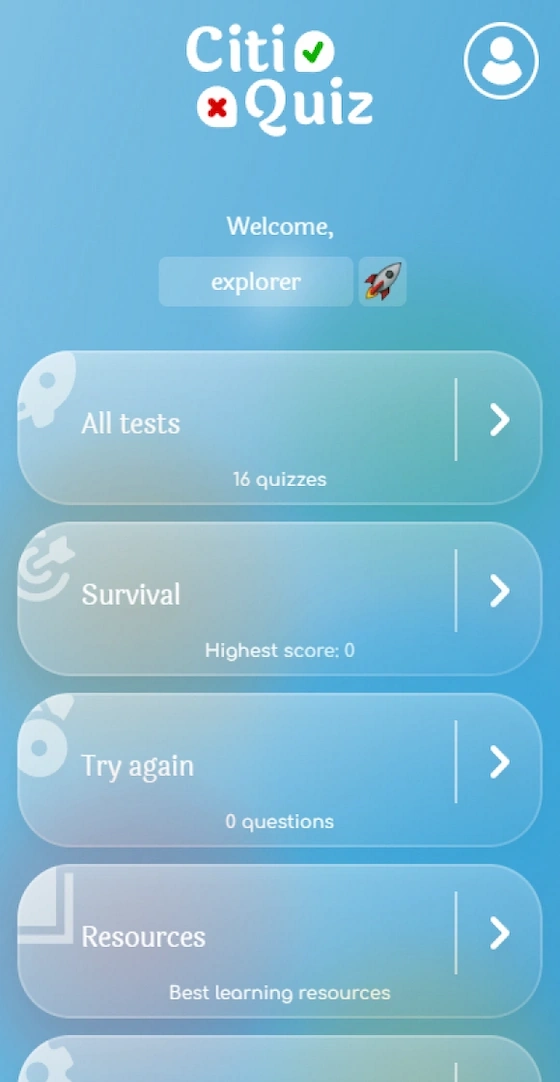 Citi
Quiz
Welcome,
explorer
All tests
16 quizzes
Survival
Highest score: 0
Try again
0 questions
Resources
Best learning resources